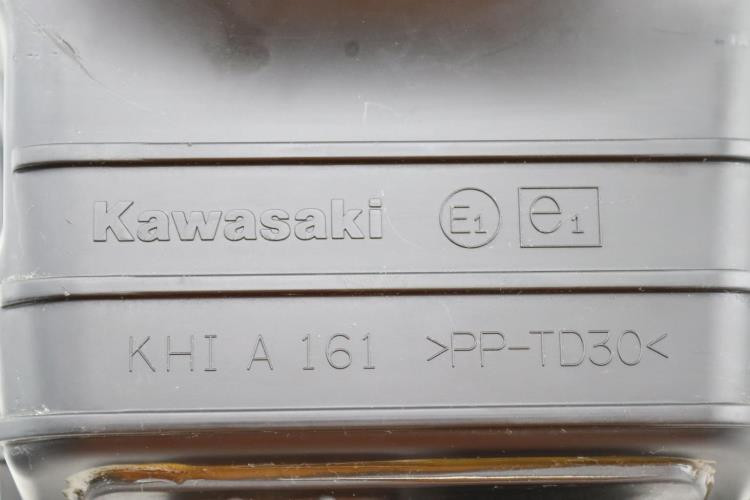 Kawasaki E1 e1
KHI A 161 >PP-TD30<